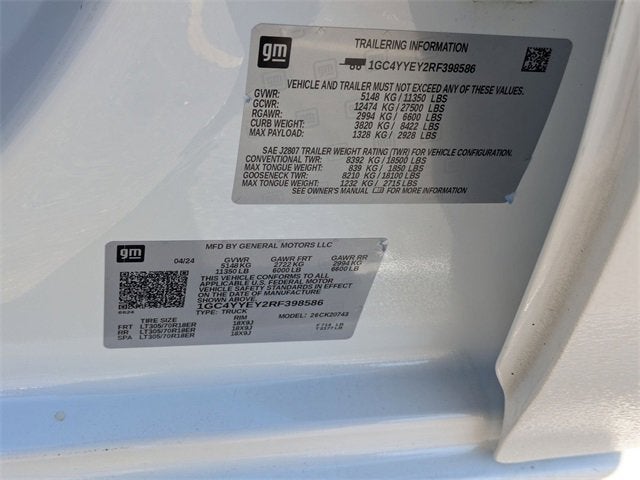 gm
TRAILERING INFORMATION
1GC4YYEY2RF398586
VEHICLE AND TRAILER MUST NOT EXCEED ANY OF THESE VALUES
GVWR: 5148 KG / 11350 LBS
GCWR: 12474 KG / 27500 LBS
RGAWR: 2994 KG / 6600 LBS
CURB WEIGHT: 3820 KG / 8422 LBS
MAX PAYLOAD: 1328 KG / 2928 LBS
SAE J2807 TRAILER WEIGHT RATING (TWR) FOR VEHICLE CONFIGURATION.
CONVENTIONAL TWR: 8392 KG / 18500 LBS
MAX TONGUE WEIGHT: 839 KG / 1850 LBS
GOOSENECK TWR: 8210 KG / 18100 LBS
MAX TONGUE WEIGHT: 1232 KG / 2715 LBS
SEE OWNER'S MANUAL FOR MORE INFORMATION
gm
MFD BY GENERAL MOTORS LLC
04/24 GVWR GAWR FRT GAWR RR
5148 KG 2722 KG 2994 KG
11350 LB 6000 LB 6600 LB
THIS VEHICLE CONFORMS TO ALL
APPLICABLE U.S. FEDERAL MOTOR
VEHICLE SAFETY STANDARDS IN EFFECT
ON THE DATE OF MANUFACTURE
SHOWN ABOVE.
1GC4YYEY2RF398586
TYPE: TRUCK MODEL: 26CK20743
TIRE SIZE RIM
FRT LT305/70R18ER 18X9J
RR LT305/70R18ER 18X9J
SPA LT305/70R18ER 18X9J